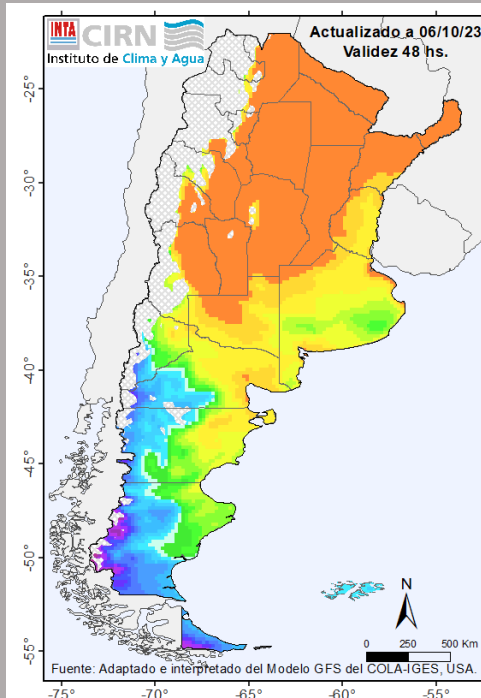 INTA CIRN
Instituto de Clima y Agua
Actualizado a 06/10/23
Validez 48 hs.
-25°
-30°
-35°
-40°
-45°
-50°
-55°
N
0 250 500 Km
Fuente: Adaptado e interpretado del Modelo GFS del COLA-IGES, USA.
-75° -70° -65° -60° -55°